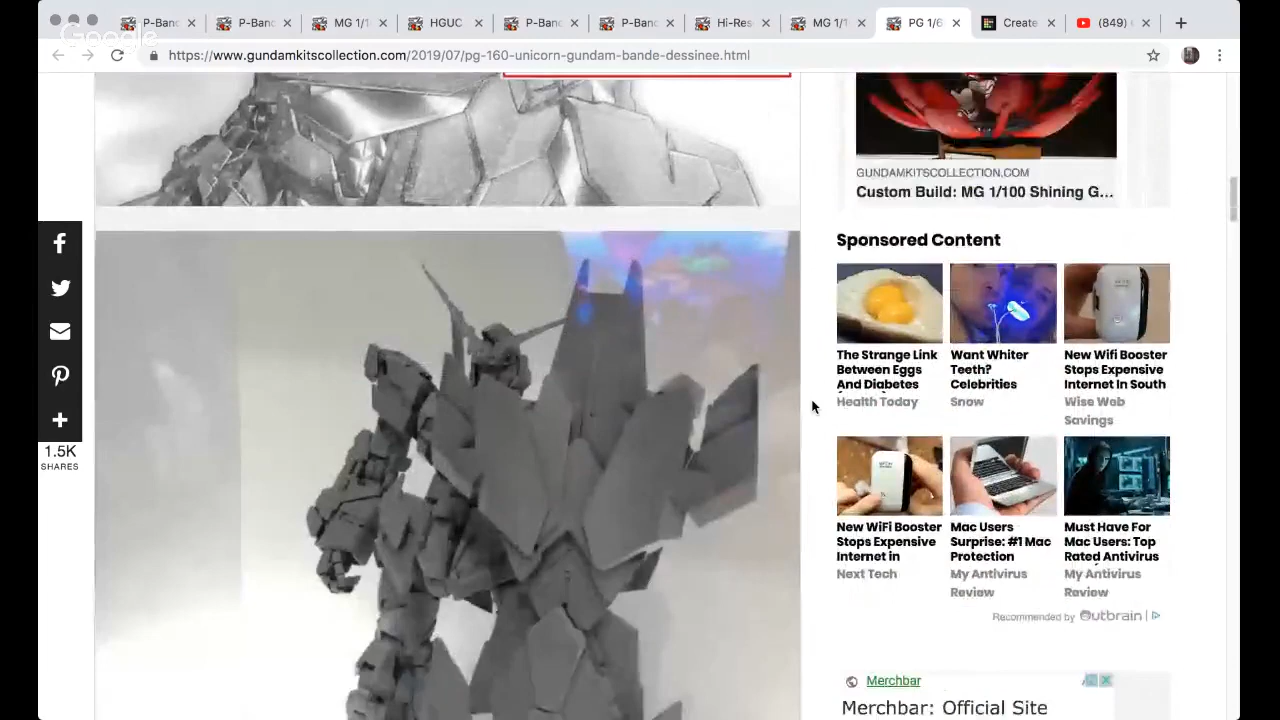 P-Banc
P-Banc
MG 1/1
HGUC
P-Banc
P-Banc
Hi-Res
MG 1/10
PG 1/6
Create
(849)
Google
https://www.gundamkitscollection.com/2019/07/pg-160-unicorn-gundam-bande-dessinee.html
GUNDAMKITSCOLLECTION.COM
Custom Build: MG 1/100 Shining G...
1.5K
SHARES
Sponsored Content
The Strange Link
Between Eggs
And Diabetes
Health Today
Want Whiter
Teeth?
Celebrities
Snow
New Wifi Booster
Stops Expensive
Internet In South
Wise Web
Savings
New WiFi Booster
Stops Expensive
Internet in
Next Tech
Mac Users
Surprise: #1 Mac
Protection
My Antivirus
Review
Must Have For
Mac Users: Top
Rated Antivirus
My Antivirus
Review
Recommended by Outbrain
Merchbar
Merchbar: Official Site